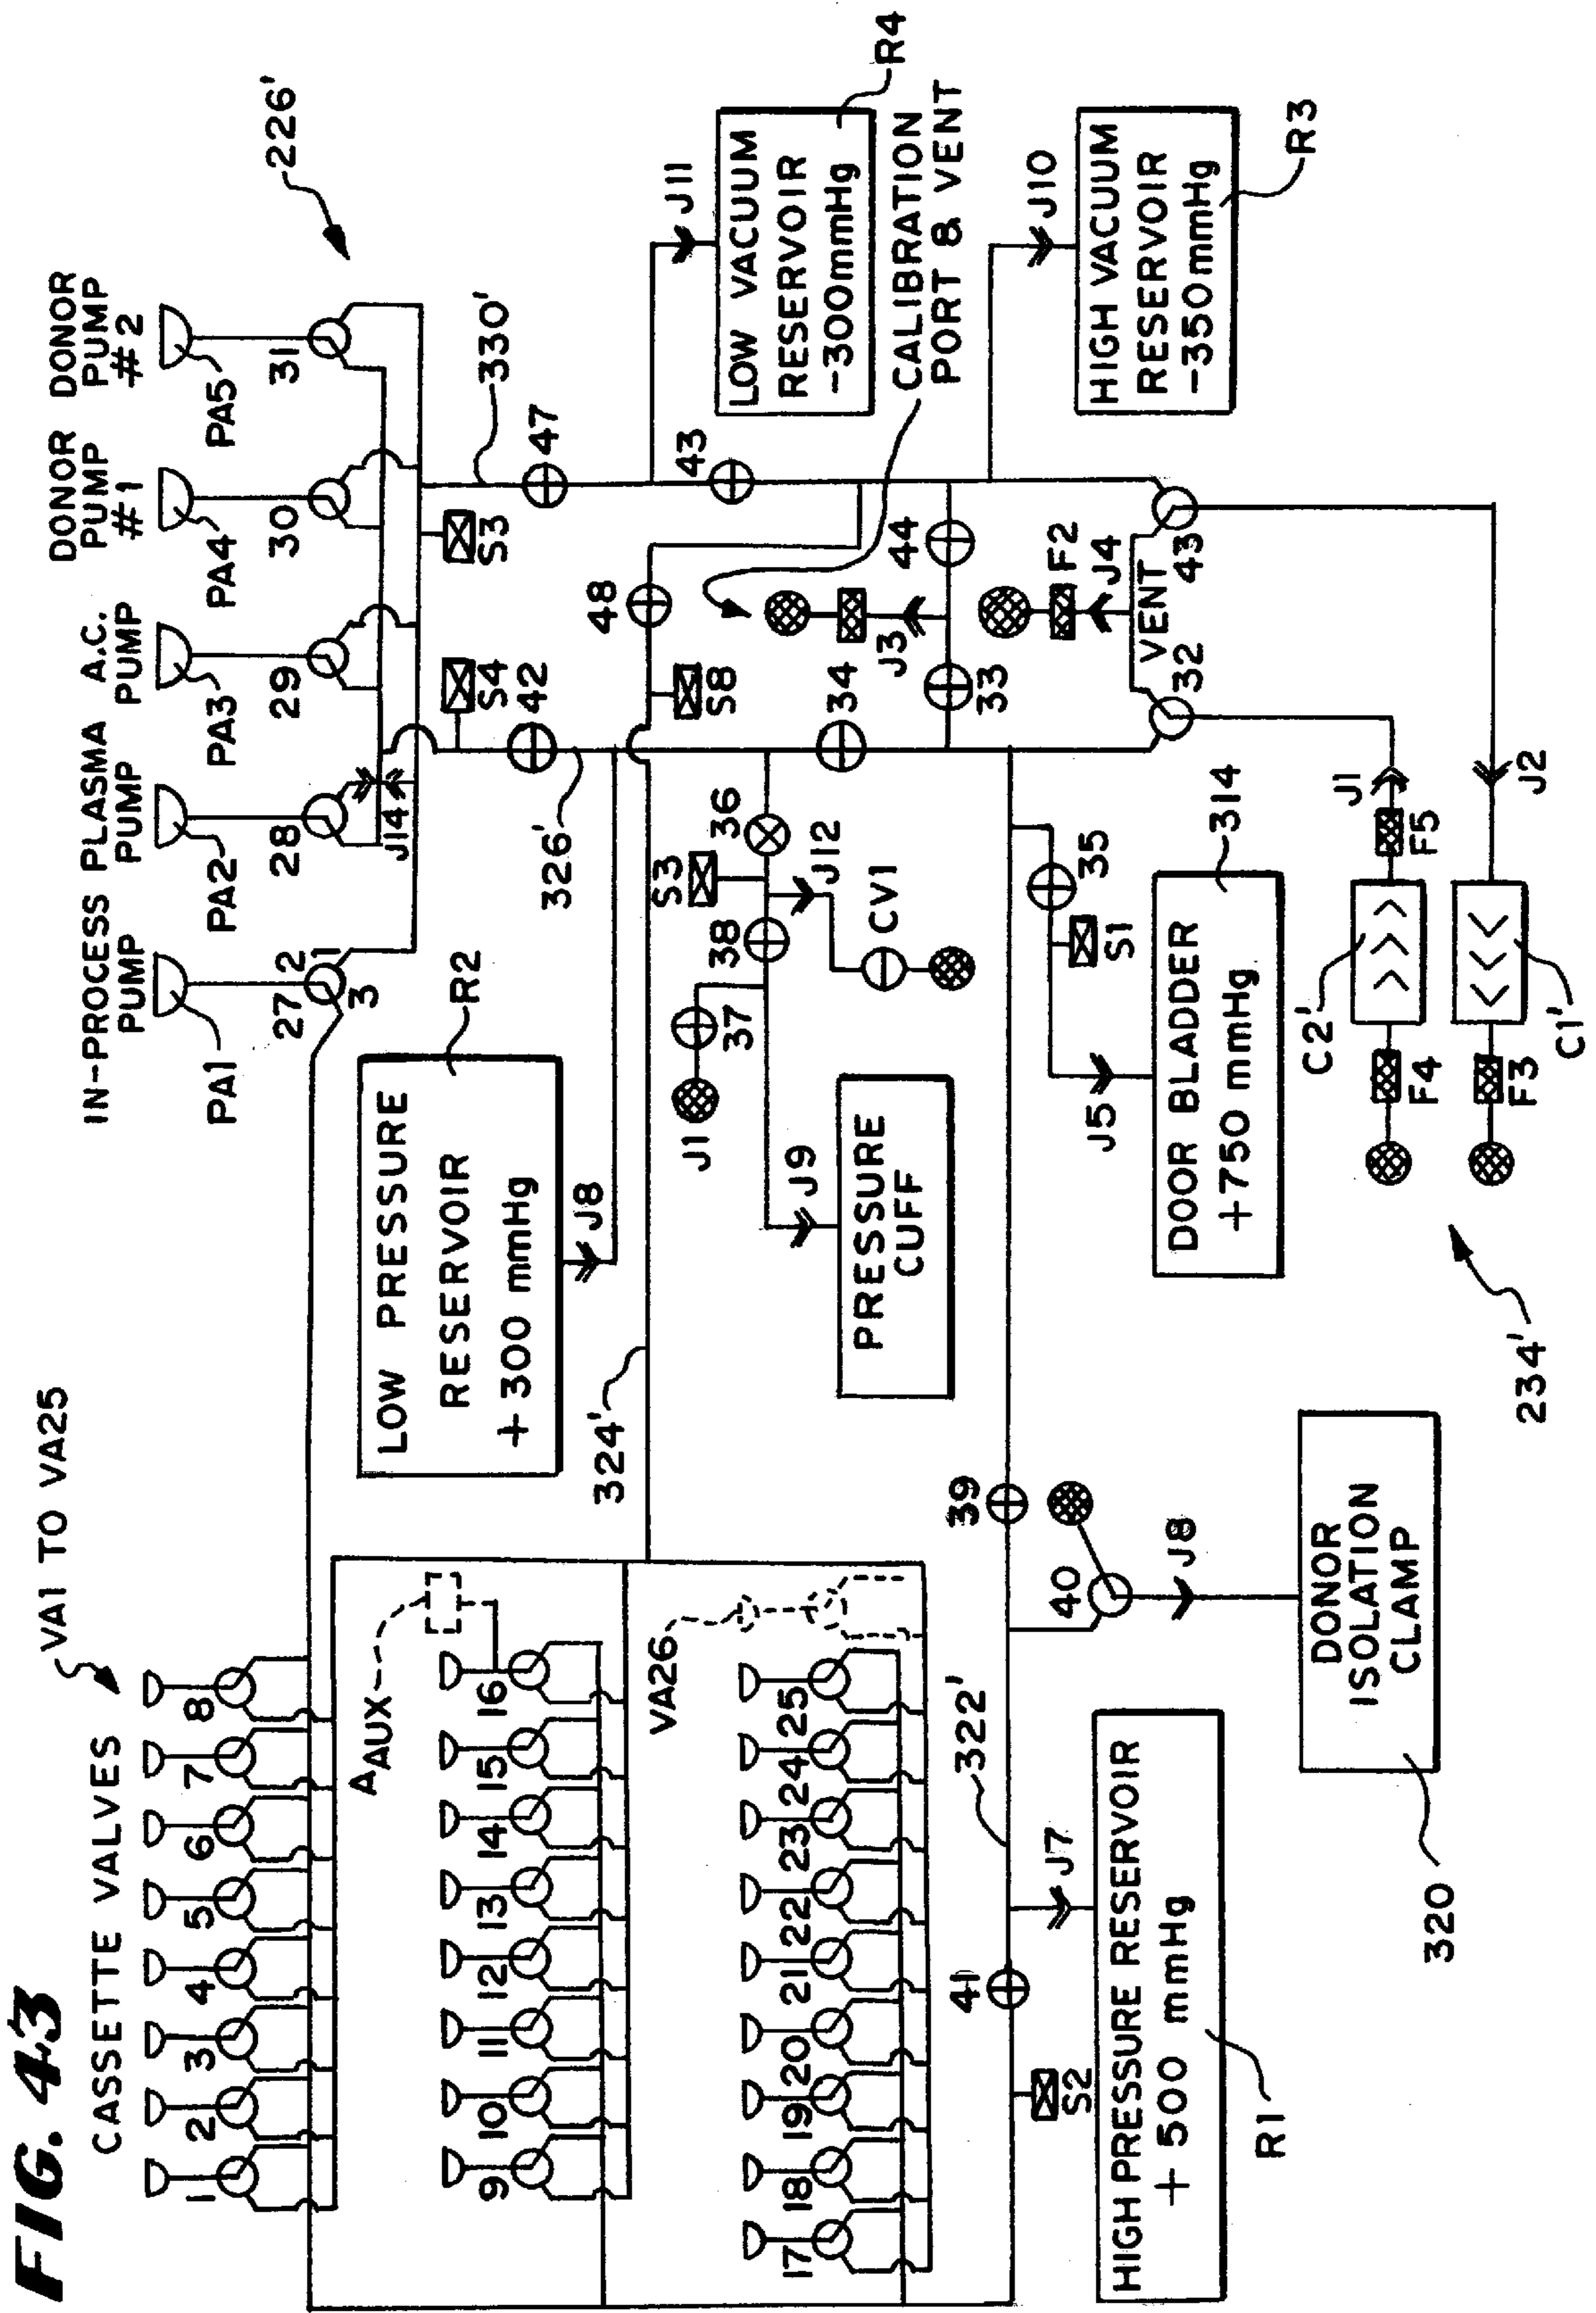 FIG. 43
CASSETTE VALVES
VA1 TO VA25
1
2
3
4
5
6
7
8
AAUX
9
10
11
12
13
14
15
16
VA26
17
18
19
20
21
22
23
24
25
IN-PROCESS
PUMP
PLASMA
PUMP
A.C.
PUMP
DONOR
PUMP
#1
DONOR
PUMP
#2
PA1
PA2
PA3
PA4
PA5
226'
27
2
1
3
28
J14
29
30
31
S4
S3
330'
42
47
326'
LOW PRESSURE
RESERVOIR
+300 mmHg
R2
J8
324'
48
S8
43
J11
LOW VACUUM
RESERVOIR
-300mmHg
R4
CALIBRATION
PORT & VENT
J1
37
38
S3
36
J12
CV1
34
J3
33
44
J9
PRESSURE
CUFF
J10
HIGH VACUUM
RESERVOIR
-350mmHg
R3
F2
J4
VENT
32
43
41
S2
322'
39
40
J8
J7
HIGH PRESSURE RESERVOIR
+500 mmHg
R1
DONOR
ISOLATION
CLAMP
320
35
S1
J5
DOOR BLADDER
+750 mmHg
314
C2'
F4
F5
J1
C1'
F3
J2
234'